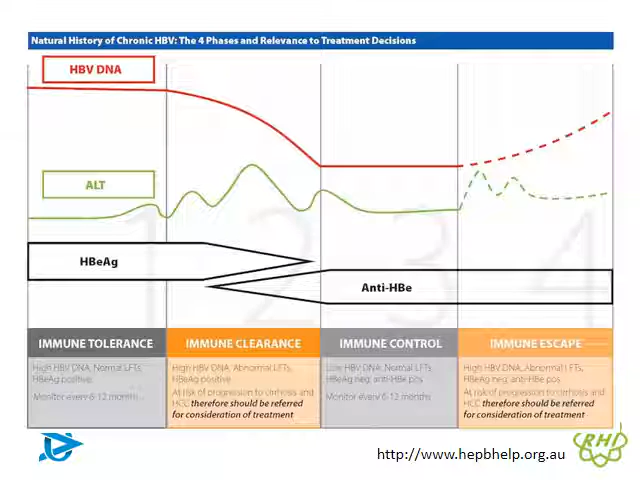 Natural History of Chronic HBV: The 4 Phases and Relevance to Treatment Decisions
HBV DNA
ALT
1 2 3 4
HBeAg
Anti-HBe
IMMUNE TOLERANCE
High HBV DNA, Normal LFTs,
HBeAg positive
Monitor every 6-12 months
IMMUNE CLEARANCE
High HBV DNA, Abnormal LFTs,
HBeAg positive
At risk of progression to cirrhosis and
HCC therefore should be referred
for consideration of treatment
IMMUNE CONTROL
Low HBV DNA, Normal LFTs,
HBeAg neg, anti-HBe pos
Monitor every 6-12 months
IMMUNE ESCAPE
High HBV DNA, Abnormal LFTs,
HBeAg neg, anti-HBe pos
At risk of progression to cirrhosis and
HCC therefore should be referred
for consideration of treatment
http://www.hepbhelp.org.au
RHI